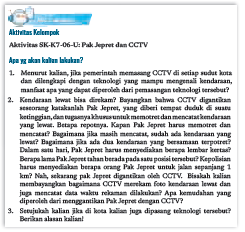 Aktivitas Kelompok
Aktivitas SK-K7-06-U: Pak Jepret dan CCTV
Apa yg akan kalian lakukan?
1. Menurut kalian, jika pemerintah memasang CCTV di setiap sudut kota
dan dilengkapi dengan teknologi yang mampu mengenali kendaraan,
manfaat apa yang dapat diperoleh dari pemasangan teknologi tersebut?
2. Kendaraan lewat bisa direkam? Bayangkan bahwa CCTV digantikan
seseorang katakanlah Pak Jepret, yang diberi tempat duduk di suatu
ketinggian, dan tugasnya khusus untuk memotret dan mencatat kendaraan
yang lewat. Betapa repotnya. Kapan Pak Jepret harus memotret dan
mencatat? Bagaimana jika masih mencatat, sudah ada kendaraan yang
lewat? Bagaimana jika ada dua kendaraan yang bersamaan terpotret?
Dalam satu hari, Pak Jepret harus menyediakan berapa lembar kertas?
Berapa lama Pak Jepret tahan berada pada satu posisi tersebut? Kepolisian
harus menyediakan berapa orang Pak Jepret untuk jalan sepanjang 1
km? Nah, sekarang pak Jepret digantikan oleh CCTV. Bisakah kalian
membayangkan bagaimana CCTV merekam foto kendaraan lewat dan
juga mencatat data waktu rekaman dilakukan? Apa kemudahan yang
diperoleh dari menggantikan Pak Jepret dengan CCTV?
3. Setujukah kalian jika di kota kalian juga dipasang teknologi tersebut?
Berikan alasan kalian!